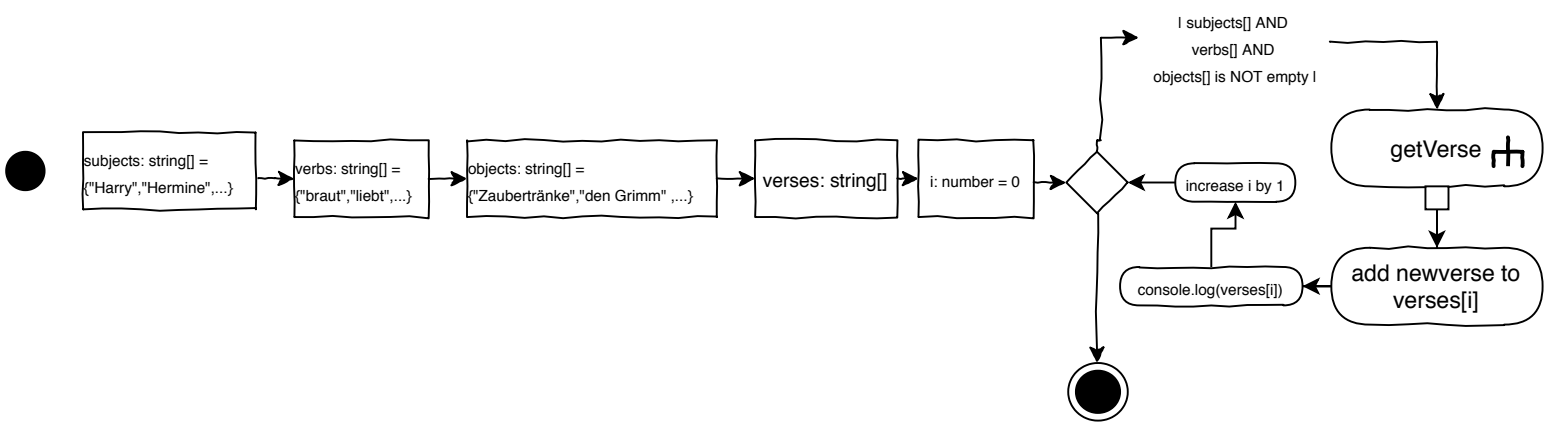 subjects: string[] =
{"Harry","Hermine",...}
verbs: string[] =
{"braut","liebt",...}
objects: string[] =
{"Zaubertränke","den Grimm" ,...}
verses: string[]
i: number = 0
I subjects[] AND
verbs[] AND
objects[] is NOT empty I
getVerse
add newverse to
verses[i]
console.log(verses[i])
increase i by 1